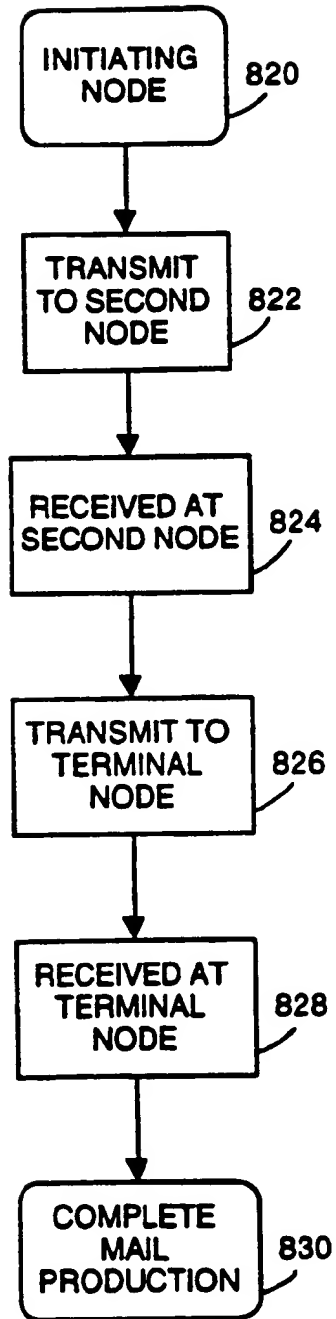 INITIATING
NODE
820
TRANSMIT
TO SECOND
NODE
822
RECEIVED AT
SECOND NODE
824
TRANSMIT TO
TERMINAL
NODE
826
RECEIVED AT
TERMINAL
NODE
828
COMPLETE
MAIL
PRODUCTION
830